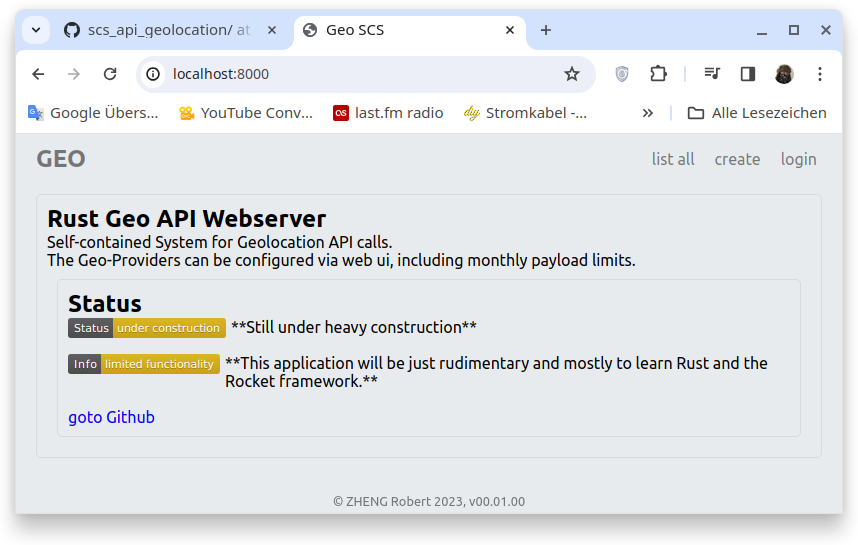 scs_api_geolocation/ at
Geo SCS
localhost:8000
Google Übers...
YouTube Conv...
last.fm radio
diy Stromkabel -...
Alle Lesezeichen
GEO
list all
create
login
Rust Geo API Webserver
Self-contained System for Geolocation API calls.
The Geo-Providers can be configured via web ui, including monthly payload limits.
Status
Status under construction **Still under heavy construction**
Info limited functionality **This application will be just rudimentary and mostly to learn Rust and the
Rocket framework.**
goto Github
© ZHENG Robert 2023, v00.01.00